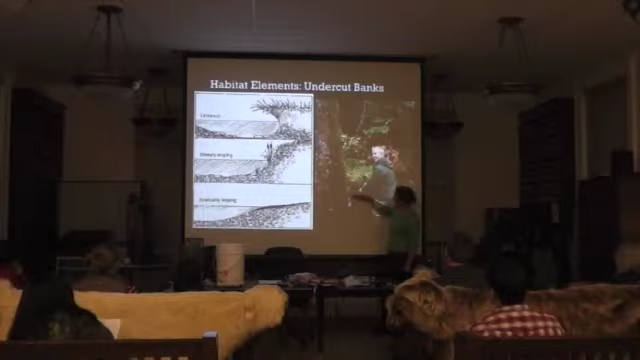 Habitat Elements: Undercut Banks
Undercut
Steeply sloping
Gradually sloping